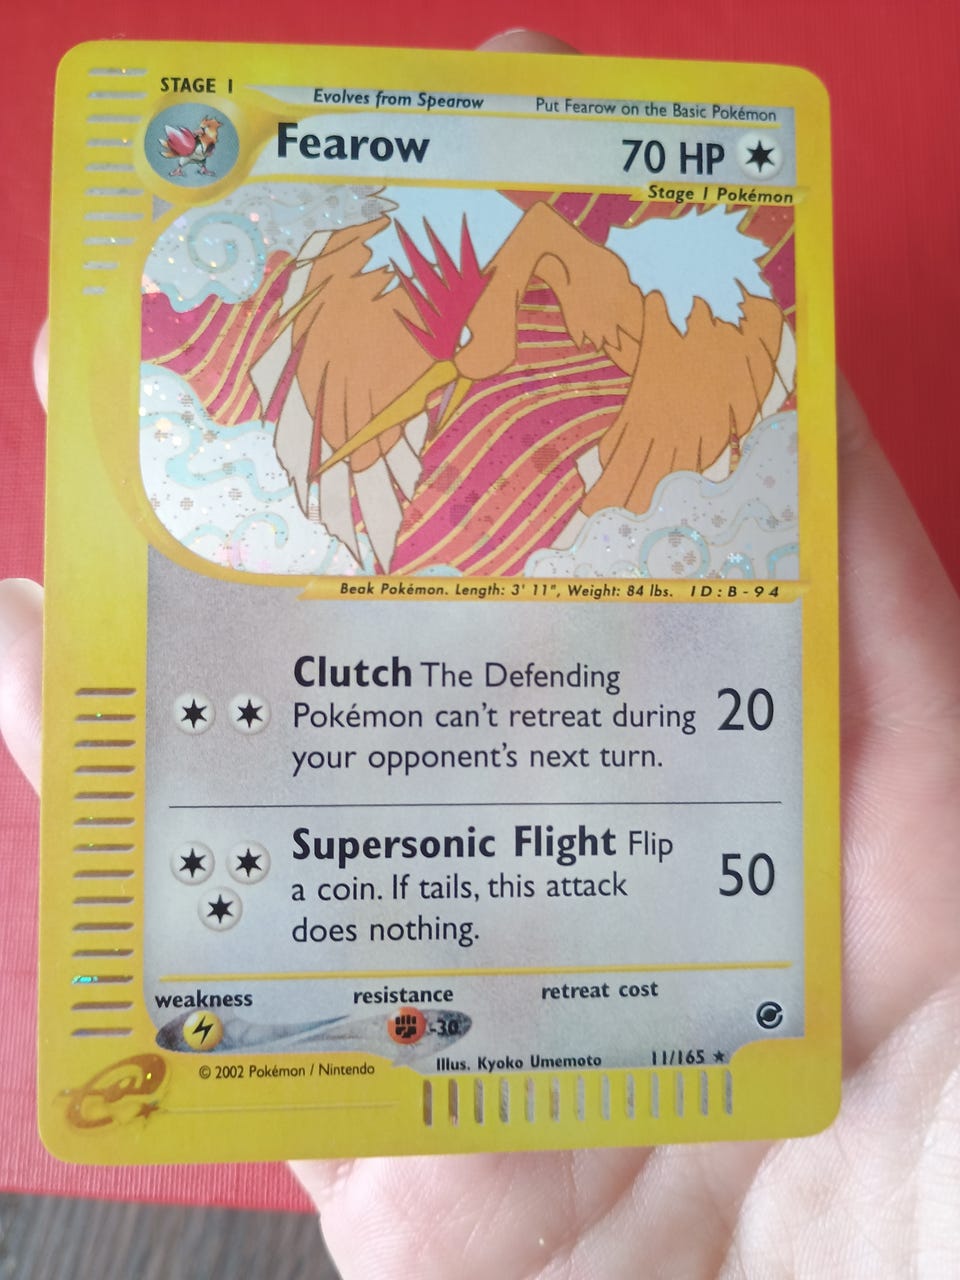 STAGE 1
Evolves from Spearow
Put Fearow on the Basic Pokémon
Fearow
70 HP
Stage 1 Pokémon
Beak Pokémon. Length: 3' 11", Weight: 84 lbs. ID:B-94
Clutch The Defending
Pokémon can't retreat during
your opponent's next turn.
20
Supersonic Flight Flip
a coin. If tails, this attack
does nothing.
50
weakness
resistance
-30
retreat cost
© 2002 Pokémon / Nintendo
Illus. Kyoko Umemoto
11/165 ★
e